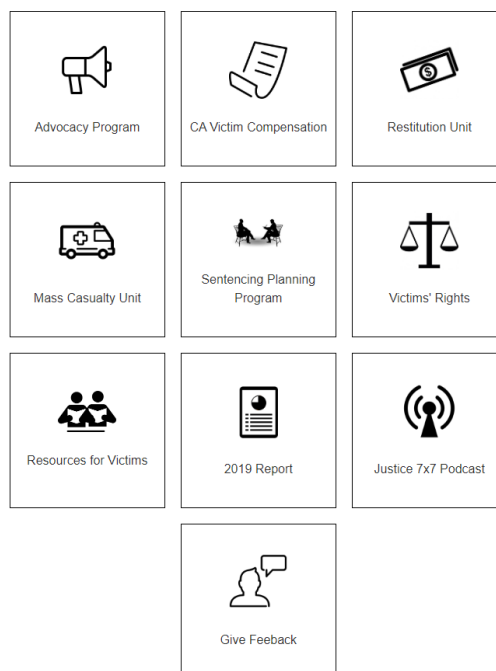 Advocacy Program
CA Victim Compensation
Restitution Unit
Mass Casualty Unit
Sentencing Planning
Program
Victims' Rights
Resources for Victims
2019 Report
Justice 7x7 Podcast
Give Feeback